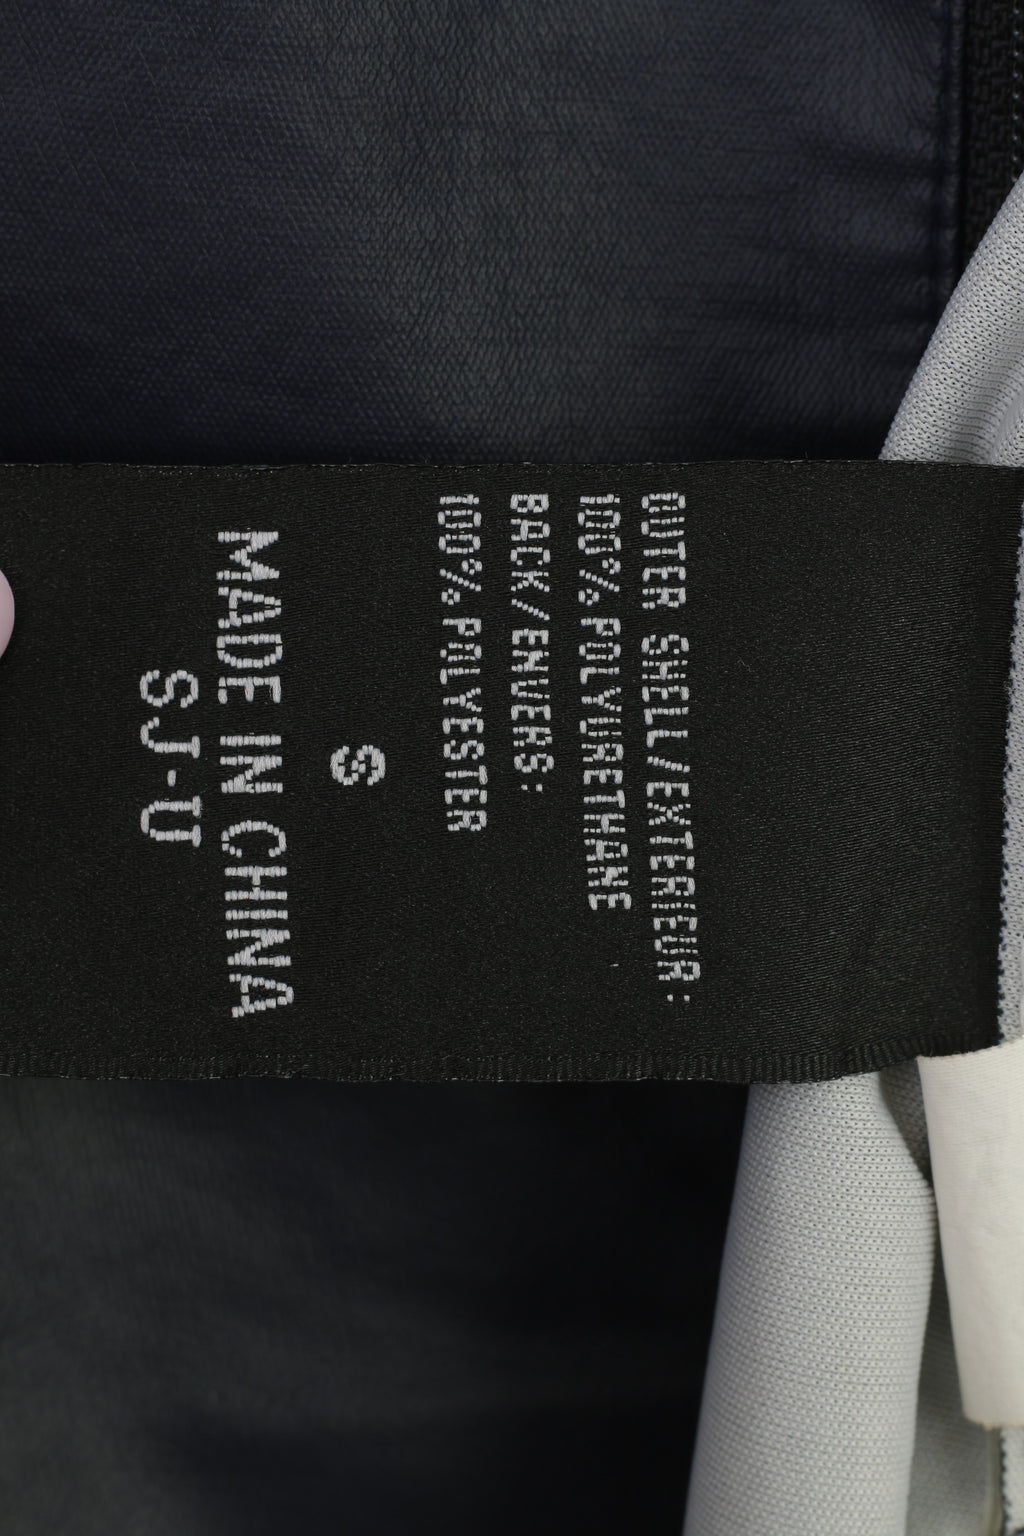 OUTER SHELL/EXTERIEUR:
100% POLYURETHANE
BACK/ENVERS:
100% POLYESTER
S
MADE IN CHINA
SJ-U